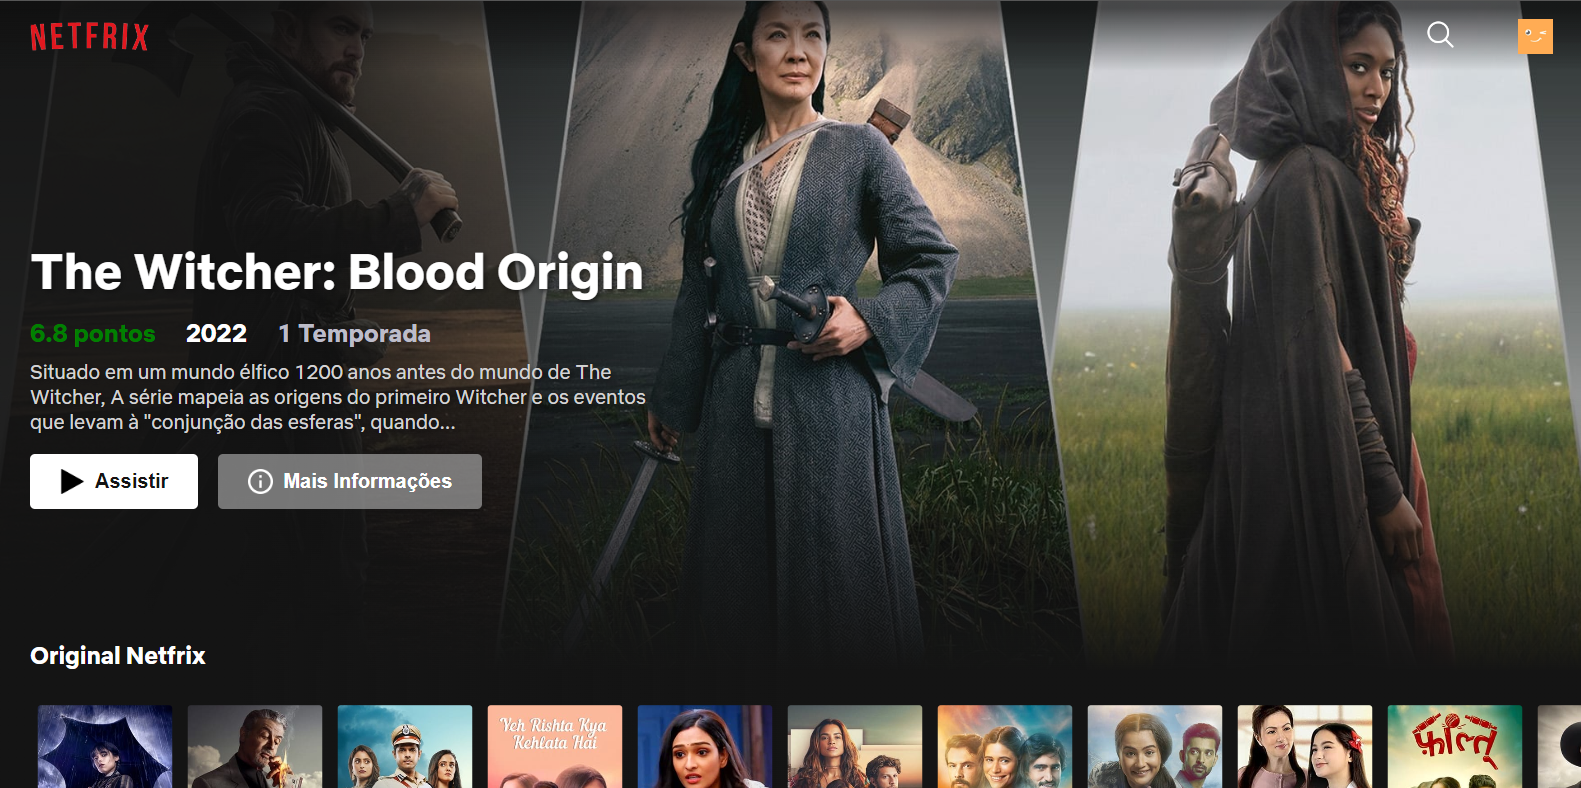 NETFRIX
The Witcher: Blood Origin
6.8 pontos 2022 1 Temporada
Situado em um mundo élfico 1200 anos antes do mundo de The
Witcher, A série mapeia as origens do primeiro Witcher e os eventos
que levam à "conjunção das esferas", quando...
Assistir Mais Informações
Original Netfrix
Yeh Rishta Kya
Kehlata Hai
फालतू